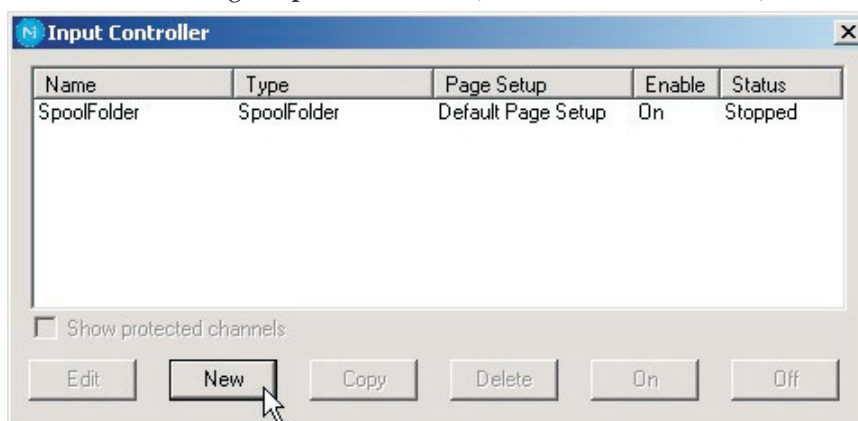 Input Controller
Name Type Page Setup Enable Status
SpoolFolder SpoolFolder Default Page Setup On Stopped
Show protected channels
Edit New Copy Delete On Off